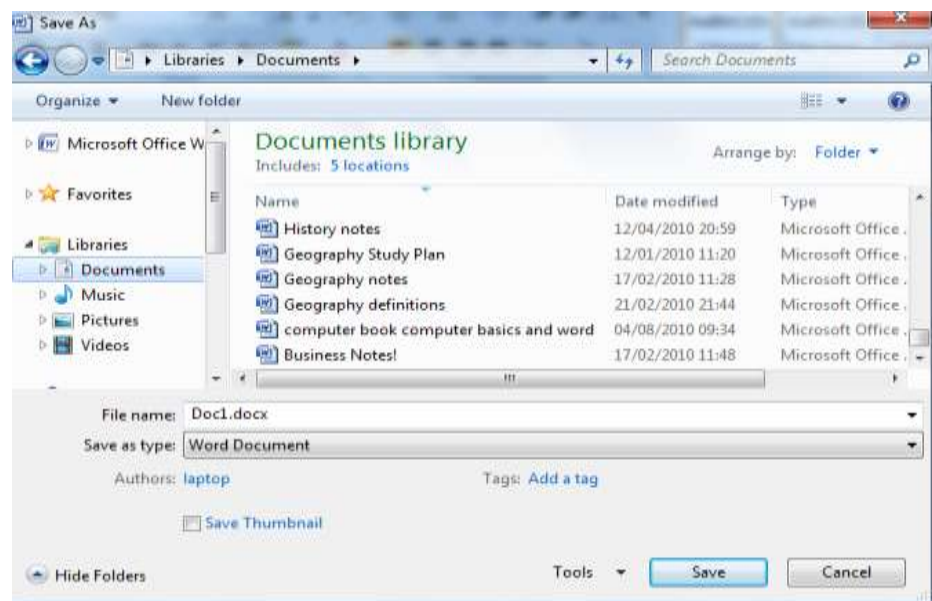 Save As
Libraries Documents Search Documents
Organize New folder
Microsoft Office W
Favorites
Libraries
Documents
Music
Pictures
Videos
Documents library
Includes: 5 locations
Arrange by: Folder
Name Date modified Type
History notes 12/04/2010 20:59 Microsoft Office .
Geography Study Plan 12/01/2010 11:20 Microsoft Office .
Geography notes 17/02/2010 11:28 Microsoft Office .
Geography definitions 21/02/2010 21:44 Microsoft Office .
computer book computer basics and word 04/08/2010 09:34 Microsoft Office .
Business Notes! 17/02/2010 11:48 Microsoft Office .
File name: Doc1.docx
Save as type: Word Document
Authors: laptop Tags: Add a tag
Save Thumbnail
Hide Folders Tools Save Cancel